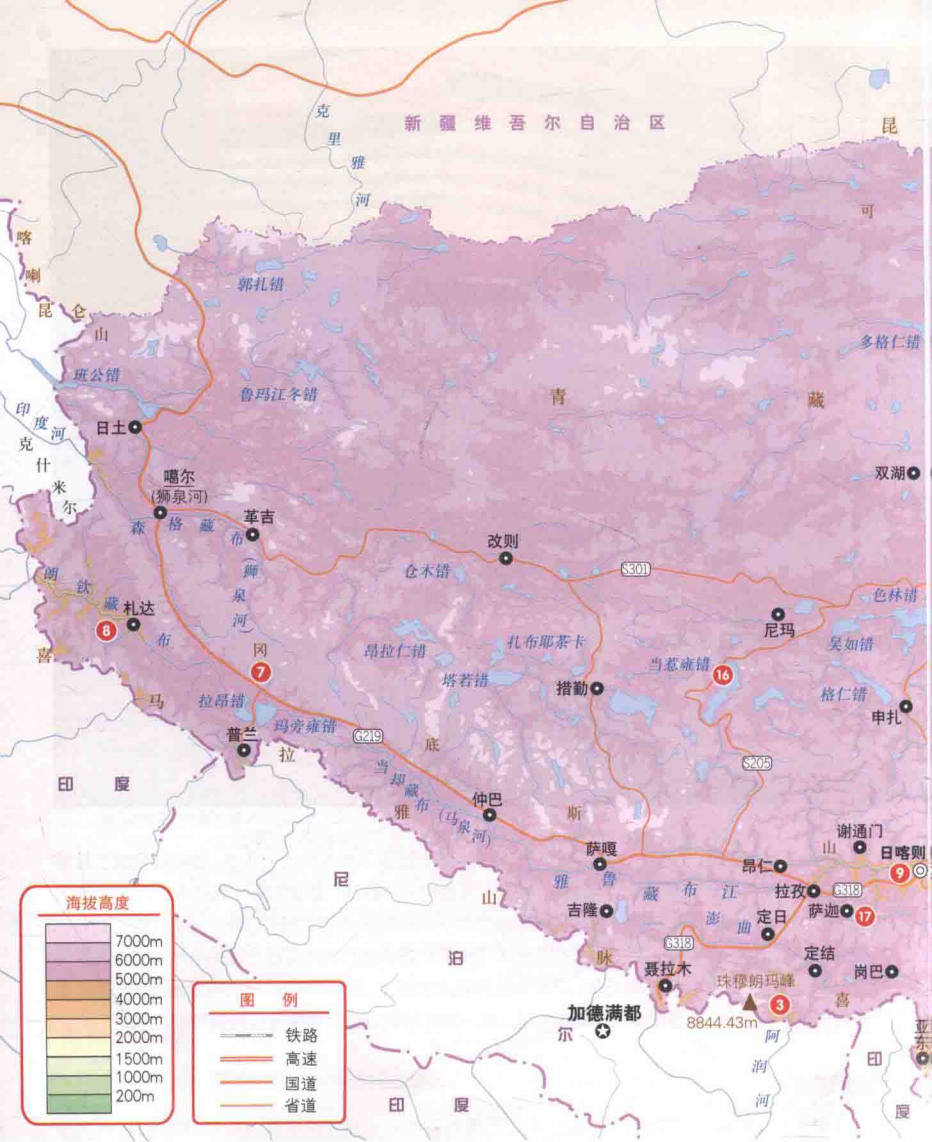 克里雅河
新疆维吾尔自治区
昆
可
喀喇昆仑山
郭扎错
班公错
多格仁错
鲁玛江冬错
青
藏
印度河
克什米尔
日土
双湖
噶尔
(狮泉河)
森格藏布(狮泉河)
革吉
改则
S301
仓木错
色林错
朗钦藏布
札达
8
尼玛
吴如错
喜
冈
7
昂拉仁错
扎布耶茶卡
当惹雍错
16
塔若错
措勤
格仁错
马
拉昂错
玛旁雍错
申扎
普兰
G219
底
拉
S205
印度
当却藏布(马泉河)
雅
仲巴
斯
谢通门
山
日喀则
9
萨嘎
昂仁
拉孜
G318
尼
山
雅鲁藏布江
吉隆
澎曲
定日
萨迦
17
G318
泊
脉
聂拉木
定结
岗巴
珠穆朗玛峰
3
8844.43m
喜
加德满都
尔
阿润河
印
度
亚东
印度
海拔高度
7000m
6000m
5000m
4000m
3000m
2000m
1500m
1000m
200m
图例
铁路
高速
国道
省道